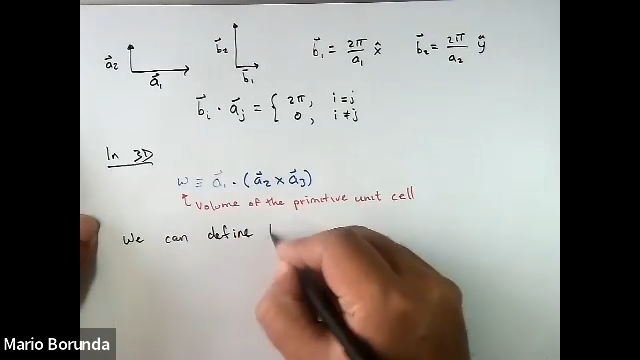 a⃗₂ a⃗₁ b⃗₂ b⃗₁ b⃗₁ = 2π/a₁ x̂ b⃗₂ = 2π/a₂ ŷ
b⃗ᵢ · a⃗ⱼ = { 2π, i=j
0, i≠j
In 3D
w ≡ a⃗₁ · (a⃗₂ × a⃗₃)
Volume of the primitive unit cell
We can define
Mario Borunda